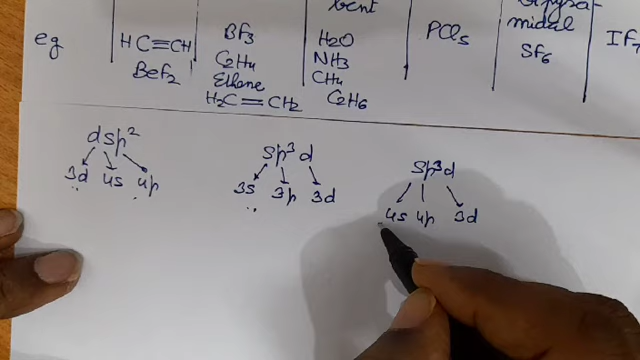 bent
midal
eg
HC≡CH
BeF2
BF3
C2H4
Ethene
H2C=CH2
H2O
NH3
CH4
C2H6
PCl5
SF6
IF7
dsp²
3d 4s 4p
sp³d
3s 3p 3d
sp³d
4s 4p 3d